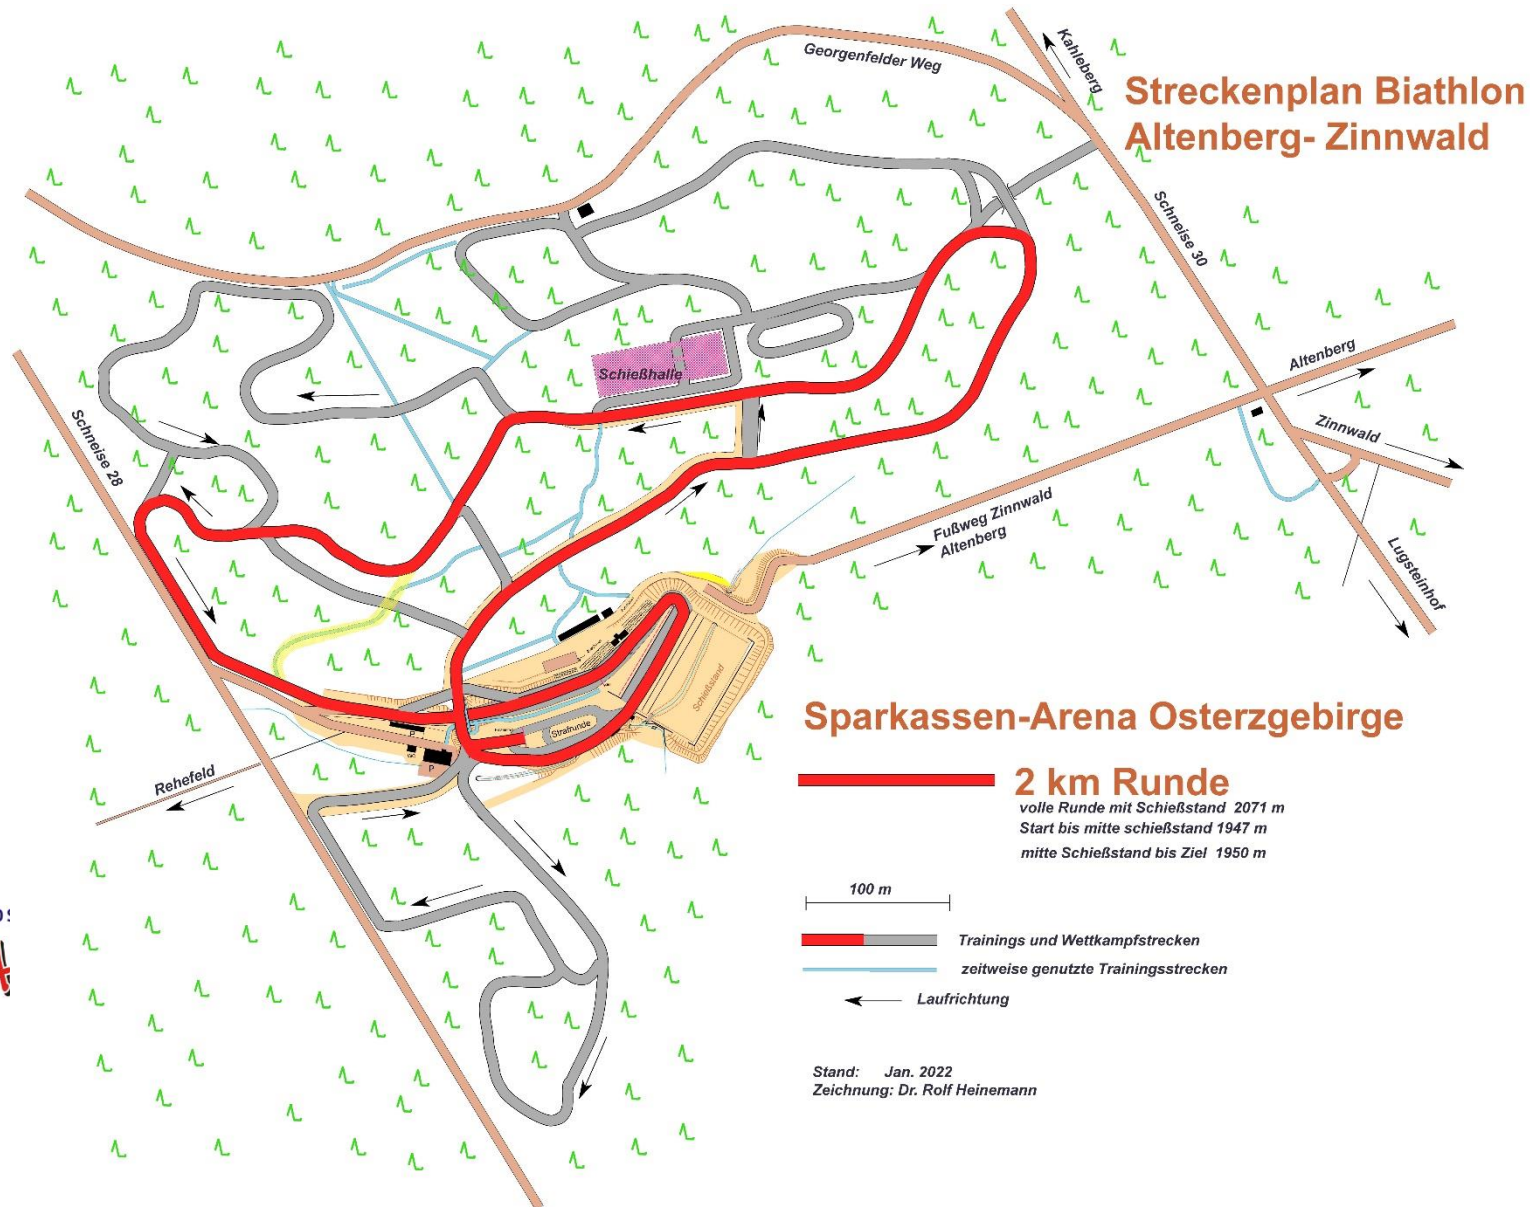 Georgenfelder Weg
Kahleberg
Streckenplan Biathlon
Altenberg- Zinnwald
Schneise 30
Altenberg
Schießhalle
Zinnwald
Schneise 28
Fußweg Zinnwald
Altenberg
Lugsteinhof
Schießstand
Strafrunde
P
P
Rehefeld
Sparkassen-Arena Osterzgebirge
2 km Runde
volle Runde mit Schießstand 2071 m
Start bis mitte schießstand 1947 m
mitte Schießstand bis Ziel 1950 m
100 m
Trainings und Wettkampfstrecken
zeitweise genutzte Trainingsstrecken
Laufrichtung
Stand: Jan. 2022
Zeichnung: Dr. Rolf Heinemann